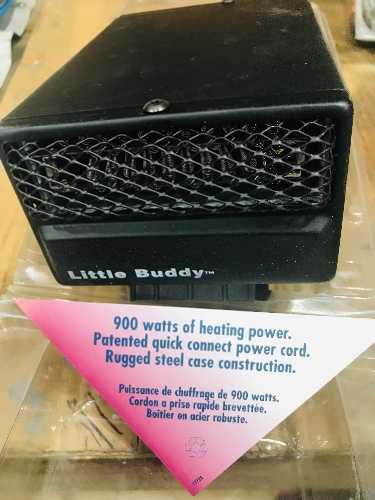 Little Buddy™
900 watts of heating power.
Patented quick connect power cord.
Rugged steel case construction.
Puissance de chuffrage de 900 watts.
Cordon a prise rapide brevettée.
Boîtier en acier robuste.